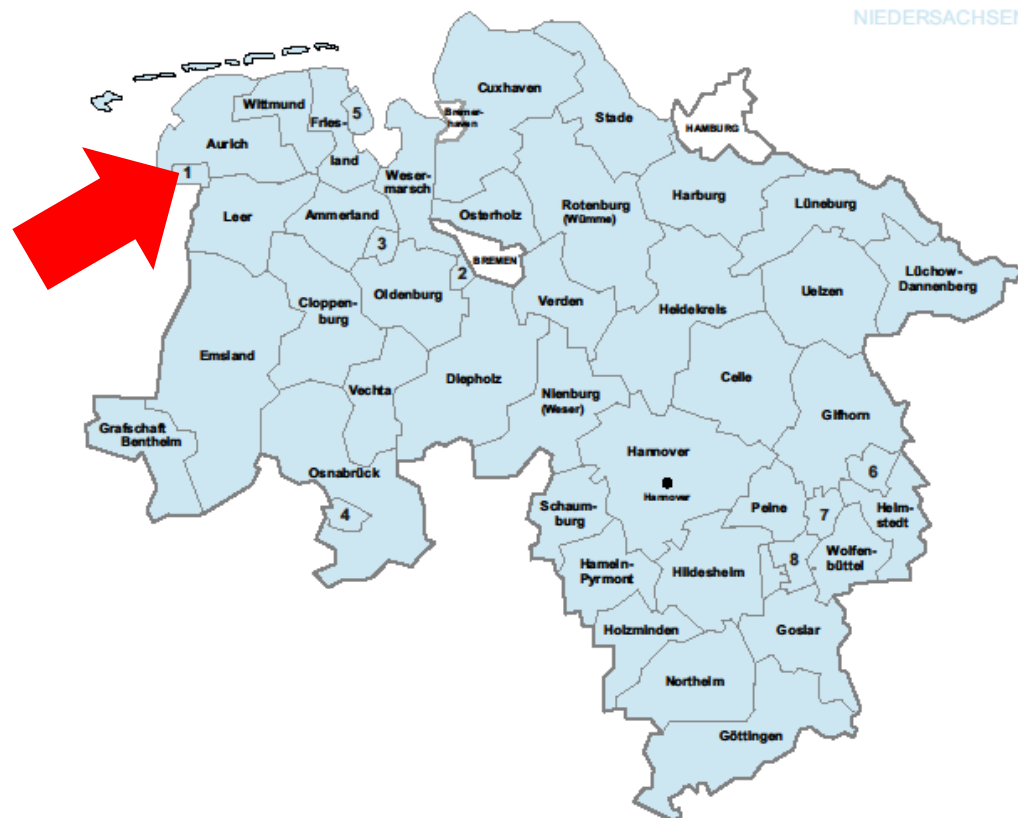 NIEDERSACHSEN
Cuxhaven
Wittmund
5
Bremer-
haven
Fries-
land
Stade
HAMBURG
Aurich
1
Weser-
marsch
Harburg
Lüneburg
Leer
Ammerland
Osterholz
Rotenburg
(Wümme)
3
BREMEN
2
Lüchow-
Dannenberg
Oldenburg
Uelzen
Cloppen-
burg
Verden
Heidekreis
Emsland
Vechta
Diepholz
Celle
Nienburg
(Weser)
Gifhorn
Grafschaft
Bentheim
Hannover
Osnabrück
6
Hannover
4
Schaum-
burg
Peine
7
Helm-
stedt
Hameln-
Pyrmont
Hildesheim
8
Wolfen-
büttel
Holzminden
Goslar
Northeim
Göttingen